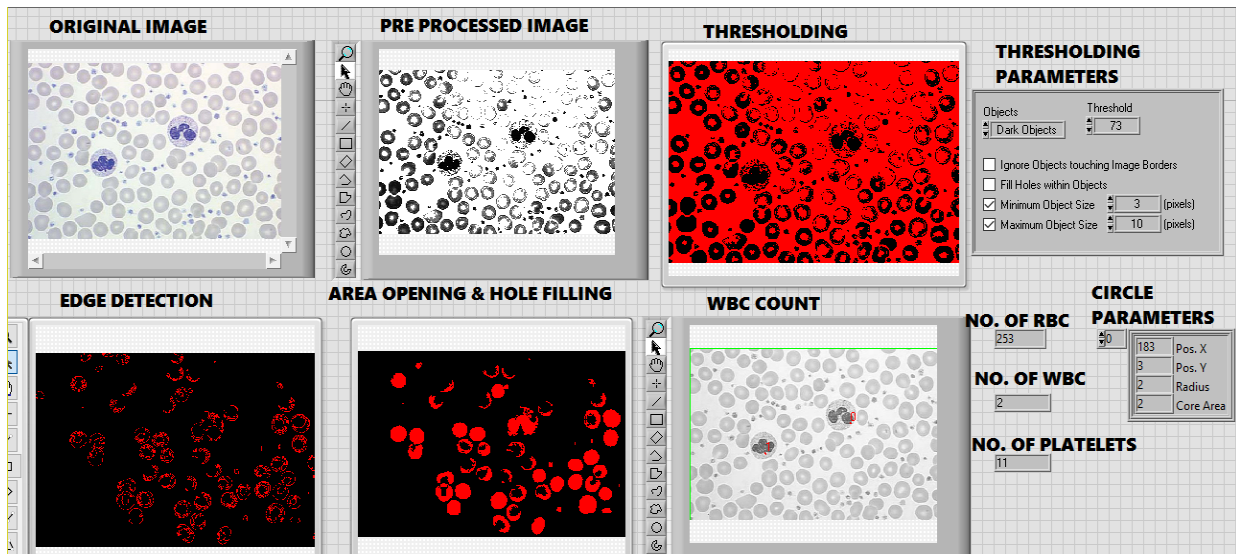 ORIGINAL IMAGE
PRE PROCESSED IMAGE
THRESHOLDING
THRESHOLDING
PARAMETERS
Objects
Threshold
Dark Objects
73
Ignore Objects touching Image Borders
Fill Holes within Objects
Minimum Object Size
3
(pixels)
Maximum Object Size
10
(pixels)
EDGE DETECTION
AREA OPENING & HOLE FILLING
WBC COUNT
NO. OF RBC
253
NO. OF WBC
2
NO. OF PLATELETS
11
CIRCLE
PARAMETERS
0
183 Pos. X
3 Pos. Y
2 Radius
2 Core Area